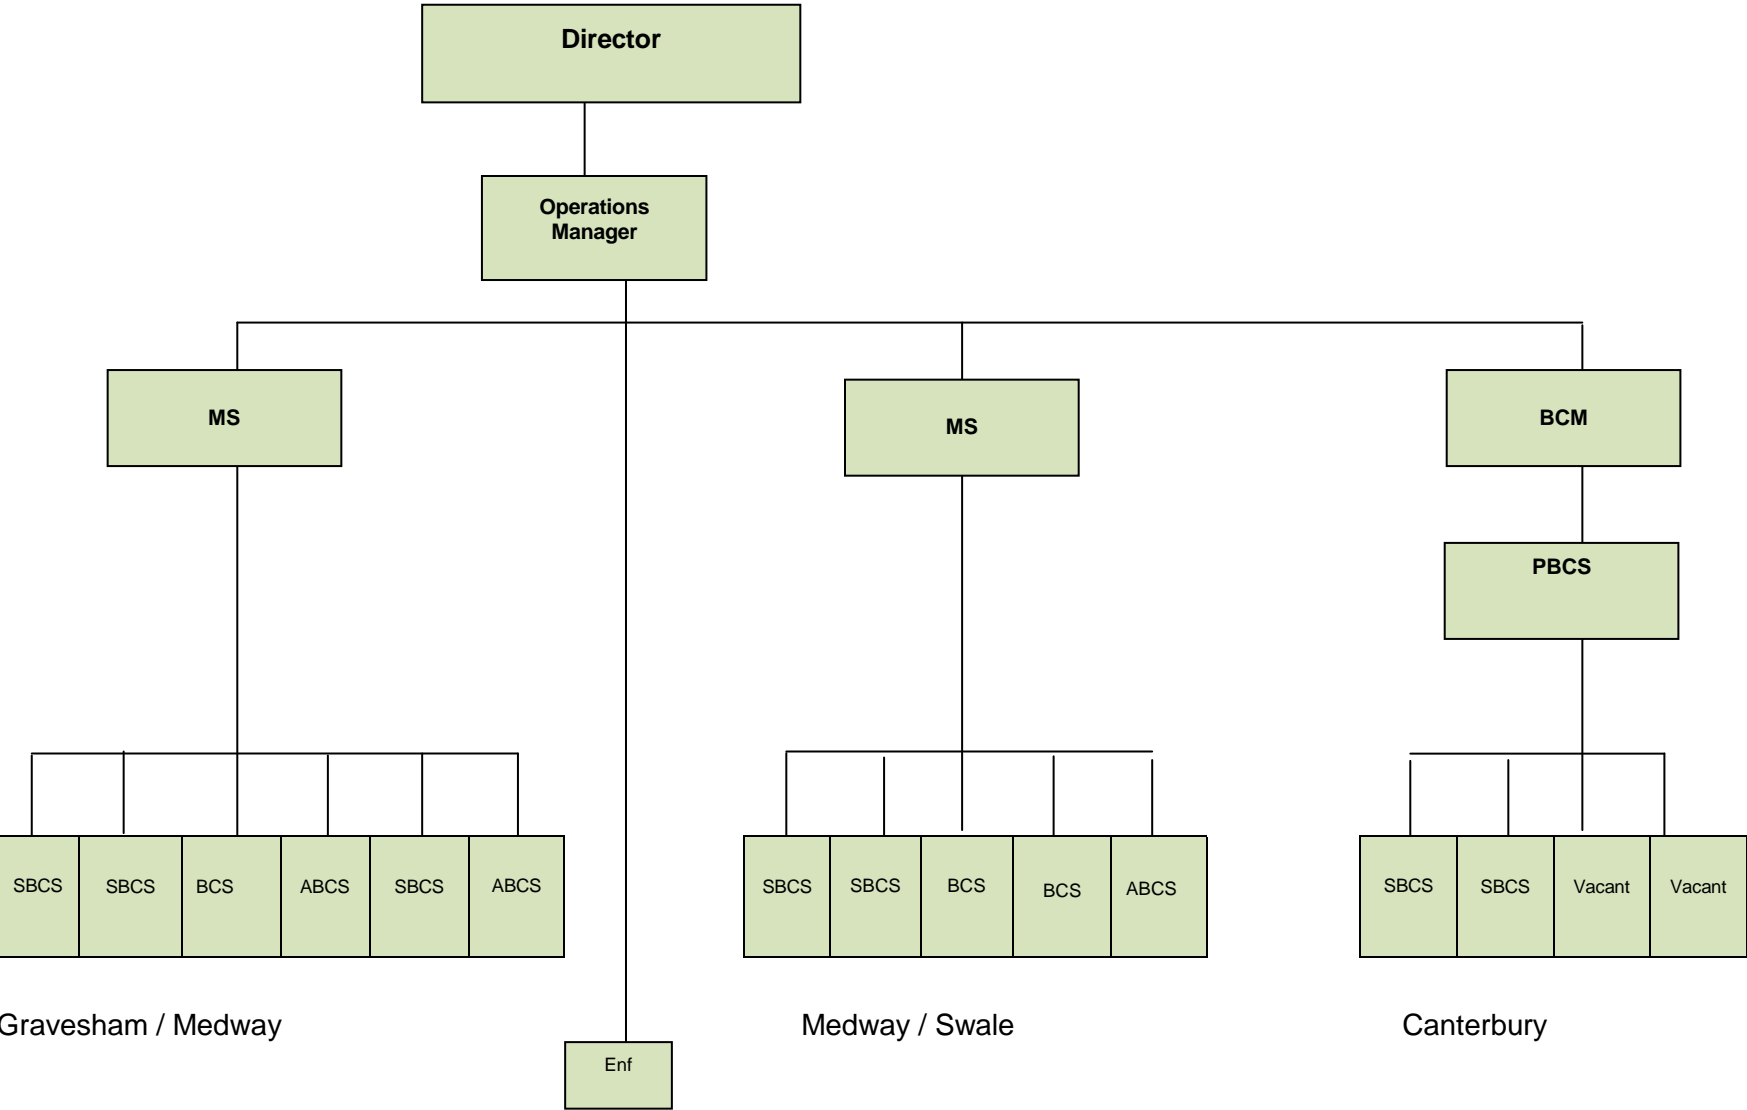 Director
Operations
Manager
MS
MS
BCM
PBCS
SBCS SBCS BCS ABCS SBCS ABCS
SBCS SBCS BCS BCS ABCS
SBCS SBCS Vacant Vacant
Gravesham / Medway
Medway / Swale
Canterbury
Enf